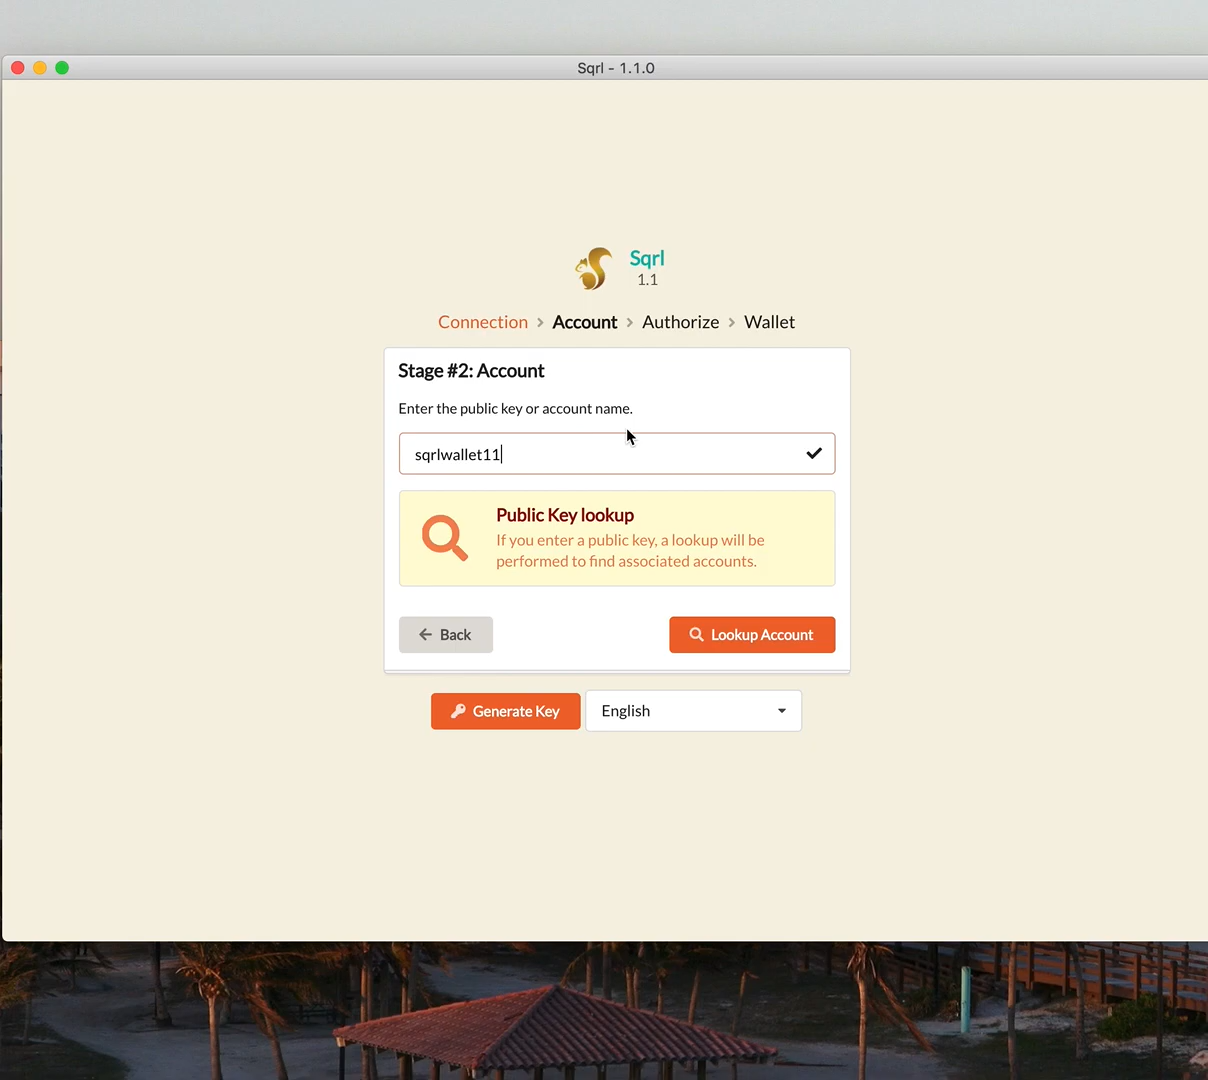 Sqrl - 1.1.0
Sqrl
1.1
Connection > Account > Authorize > Wallet
Stage #2: Account
Enter the public key or account name.
sqrlwallet11
Public Key lookup
If you enter a public key, a lookup will be
performed to find associated accounts.
Back
Lookup Account
Generate Key
English